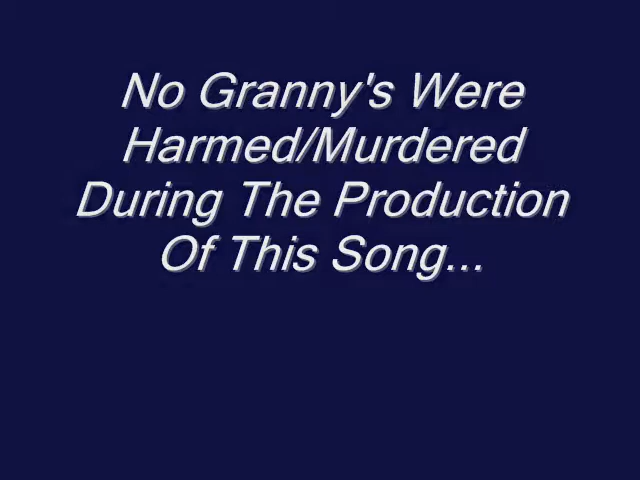 No Granny's Were
Harmed/Murdered
During The Production
Of This Song...